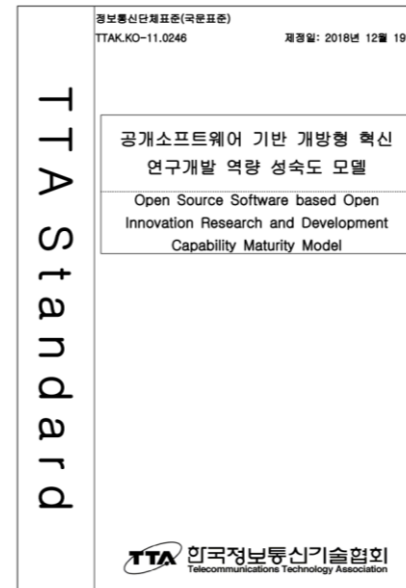 정보통신단체표준(국문표준)
TTAK.KO-11.0246 제정일: 2018년 12월 19
TTA Standard
공개소프트웨어 기반 개방형 혁신
연구개발 역량 성숙도 모델
Open Source Software based Open
Innovation Research and Development
Capability Maturity Model
TTA 한국정보통신기술협회
Telecommunications Technology Association